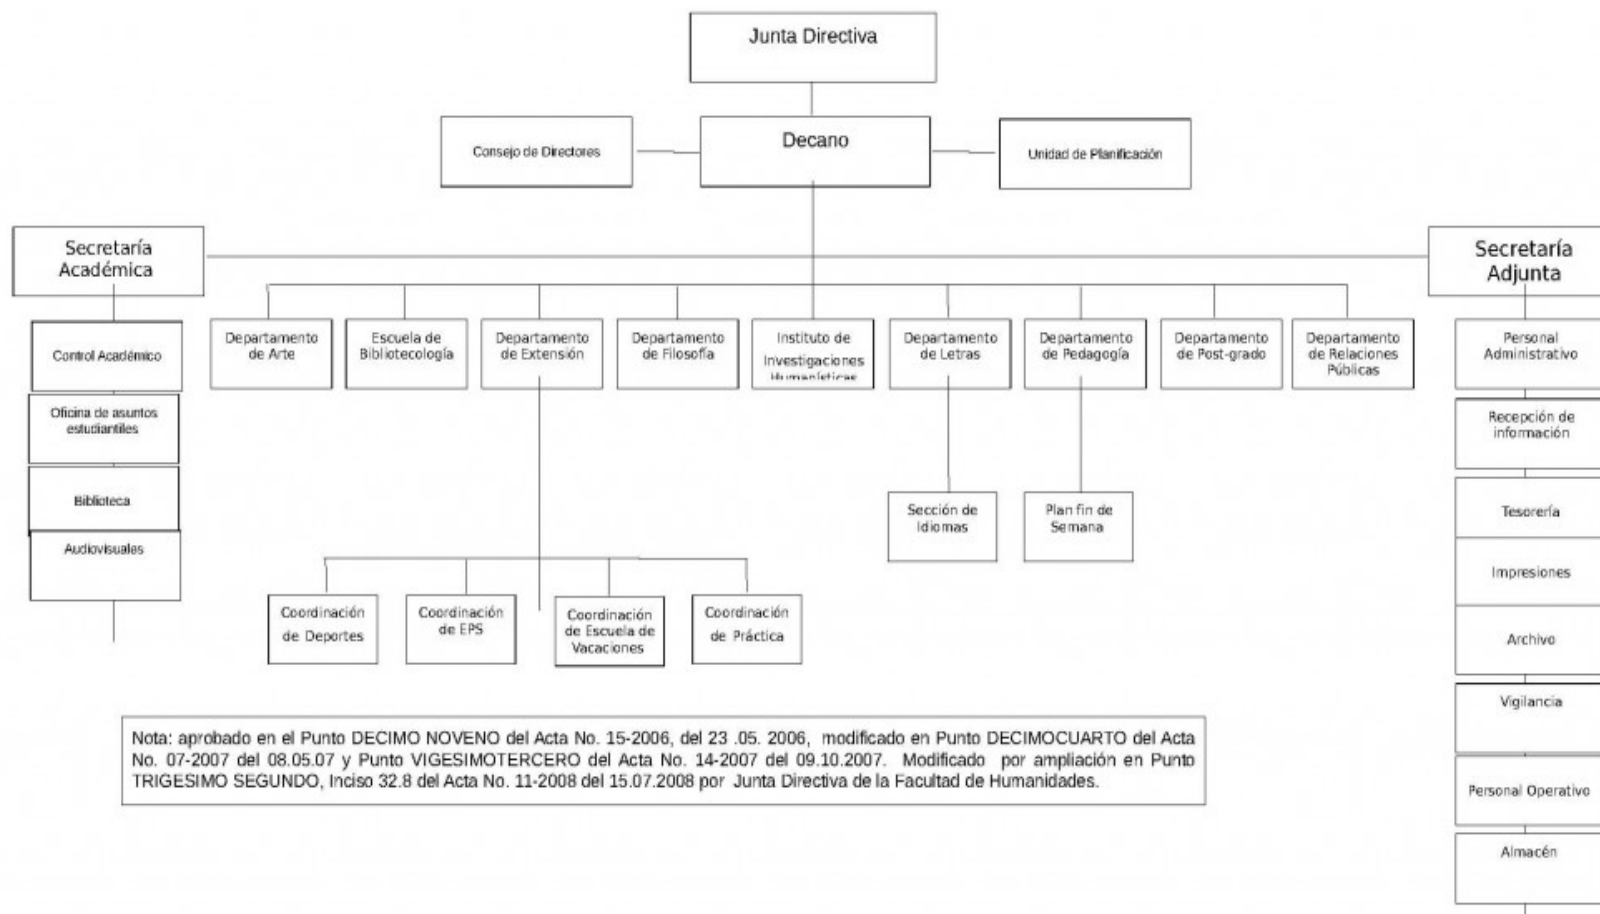 Junta Directiva
Consejo de Directores
Decano
Unidad de Planificación
Secretaría
Académica
Secretaría
Adjunta
Control Académico
Oficina de asuntos
estudiantiles
Biblioteca
Audiovisuales
Departamento
de Arte
Escuela de
Bibliotecología
Departamento
de Extensión
Departamento
de Filosofía
Instituto de
Investigaciones
Humanísticas
Departamento
de Letras
Departamento
de Pedagogía
Departamento
de Post-grado
Departamento
de Relaciones
Públicas
Sección de
Idiomas
Plan fin de
Semana
Coordinación
de Deportes
Coordinación
de EPS
Coordinación
de Escuela de
Vacaciones
Coordinación
de Práctica
Personal
Administrativo
Recepción de
información
Tesorería
Impresiones
Archivo
Vigilancia
Personal Operativo
Almacén
Nota: aprobado en el Punto DECIMO NOVENO del Acta No. 15-2006, del 23 .05. 2006, modificado en Punto DECIMOCUARTO del Acta
No. 07-2007 del 08.05.07 y Punto VIGESIMOTERCERO del Acta No. 14-2007 del 09.10.2007. Modificado por ampliación en Punto
TRIGESIMO SEGUNDO, Inciso 32.8 del Acta No. 11-2008 del 15.07.2008 por Junta Directiva de la Facultad de Humanidades.